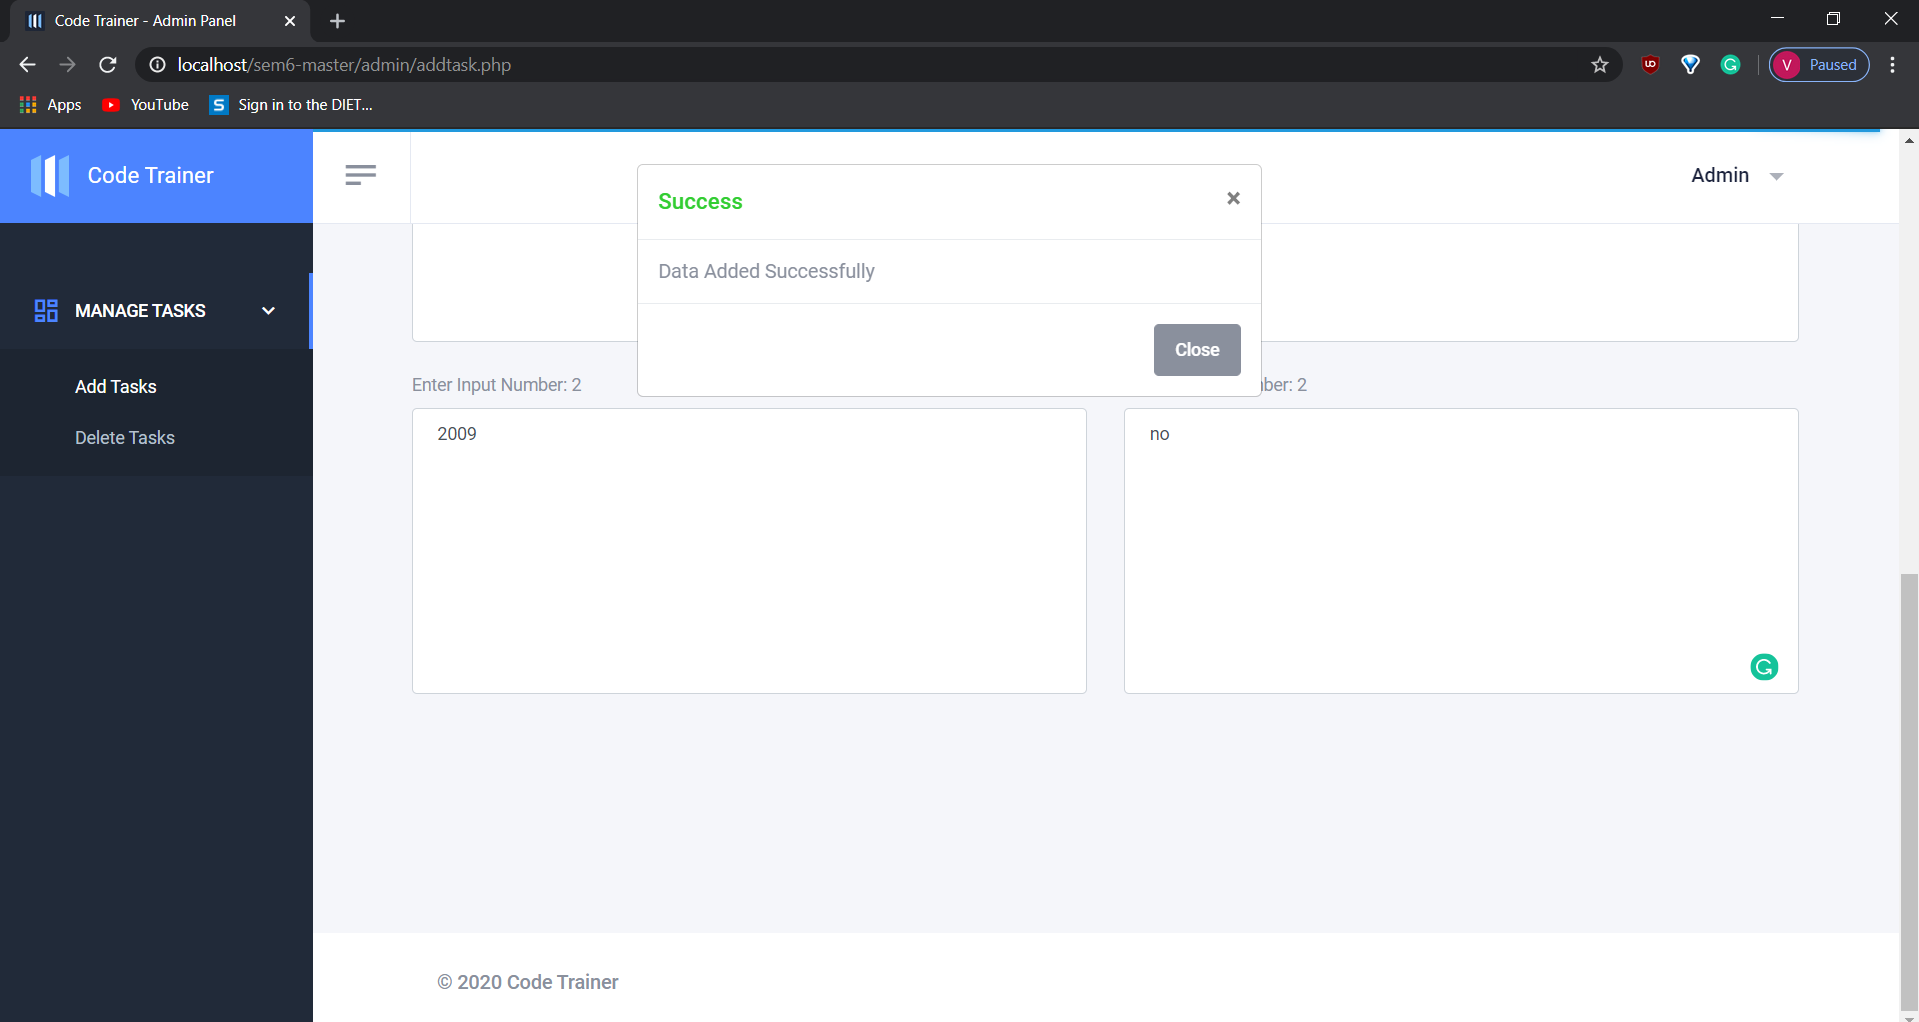 Code Trainer - Admin Panel
localhost/sem6-master/admin/addtask.php
V Paused
Apps
YouTube
S Sign in to the DIET...
Code Trainer
Admin
Success
×
Data Added Successfully
Close
MANAGE TASKS
Add Tasks
Delete Tasks
Enter Input Number: 2
ber: 2
2009
no
© 2020 Code Trainer